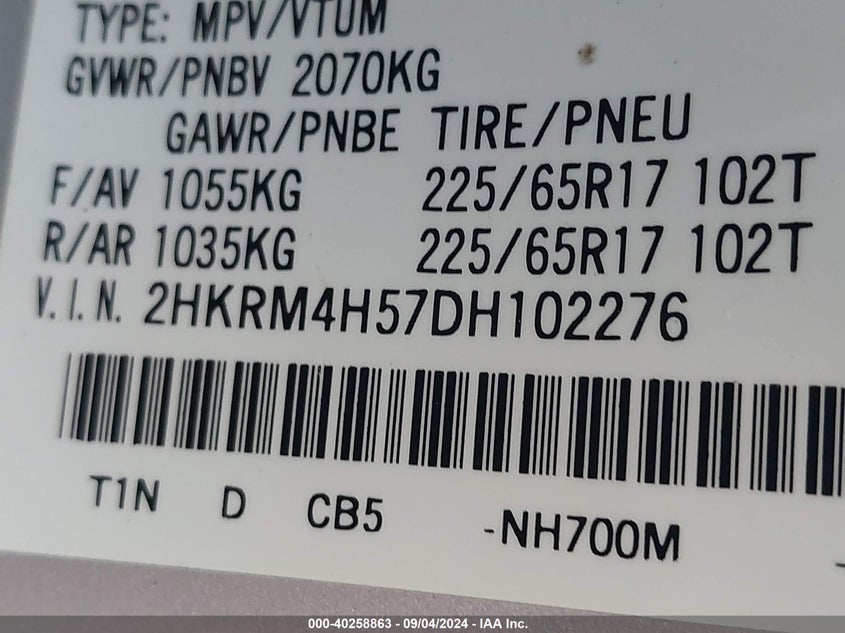 TYPE: MPV/VTUM
GVWR/PNBV 2070KG
GAWR/PNBE TIRE/PNEU
F/AV 1055KG 225/65R17 102T
R/AR 1035KG 225/65R17 102T
V.I.N. 2HKRM4H57DH102276
T1N D CB5 -NH700M -
000-40258863 - 09/04/2024 - IAA Inc.